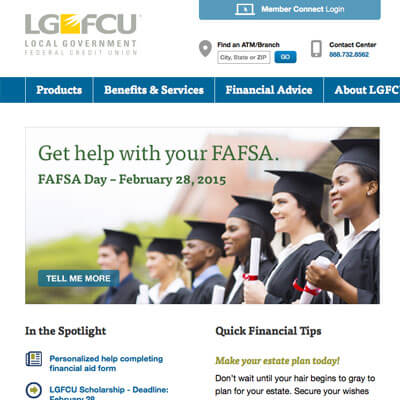 LGFCU
LOCAL GOVERNMENT
FEDERAL CREDIT UNION
Member Connect Login
Find an ATM/Branch
City, State or ZIP GO
Contact Center
888.732.8562
Products Benefits & Services Financial Advice About LGFC
Get help with your FAFSA.
FAFSA Day – February 28, 2015
TELL ME MORE
In the Spotlight
Personalized help completing
financial aid form
LGFCU Scholarship - Deadline:
February 28
Quick Financial Tips
Make your estate plan today!
Don't wait until your hair begins to gray to
plan for your estate. Secure your wishes